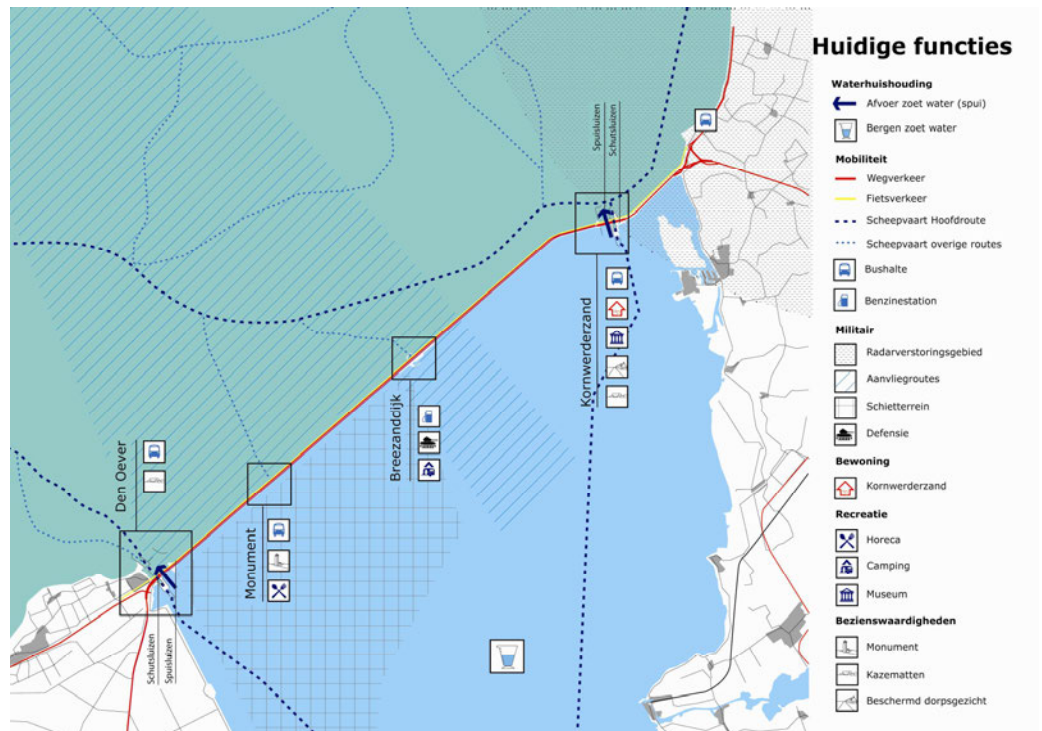 Huidige functies
Waterhuishouding
Afvoer zoet water (spui)
Bergen zoet water
Mobiliteit
Wegverkeer
Fietsverkeer
Scheepvaart Hoofdroute
Scheepvaart overige routes
Bushalte
Benzinestation
Militair
Radarverstoringsgebied
Aanvliegroutes
Schietterrein
Defensie
Bewoning
Kornwerderzand
Recreatie
Horeca
Camping
Museum
Bezienswaardigheden
Monument
Kazematten
Beschermd dorpsgezicht
Spuisluizen
Schutsluizen
Kornwerderzand
Breezandcijk
Den Oever
Monument
Schutsluizen
Spuisluizen